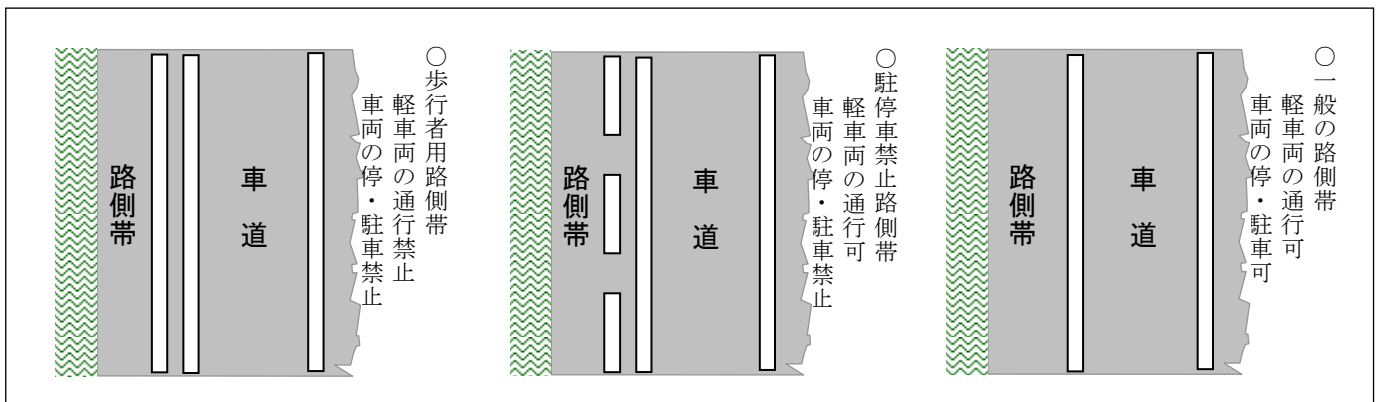 〇一般の路側帯
軽車両の通行可
車両の停・駐車可
車道
路側帯
〇駐停車禁止路側帯
軽車両の通行可
車両の停・駐車禁止
車道
路側帯
〇歩行者用路側帯
軽車両の通行禁止
車両の停・駐車禁止
車道
路側帯